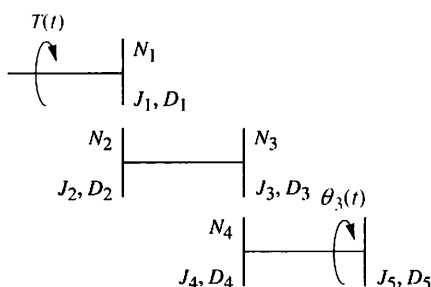 T(t)
N₁
J₁, D₁
N₂
N₃
J₂, D₂
J₃, D₃
θ₃(t)
N₄
J₄, D₄
J₅, D₅